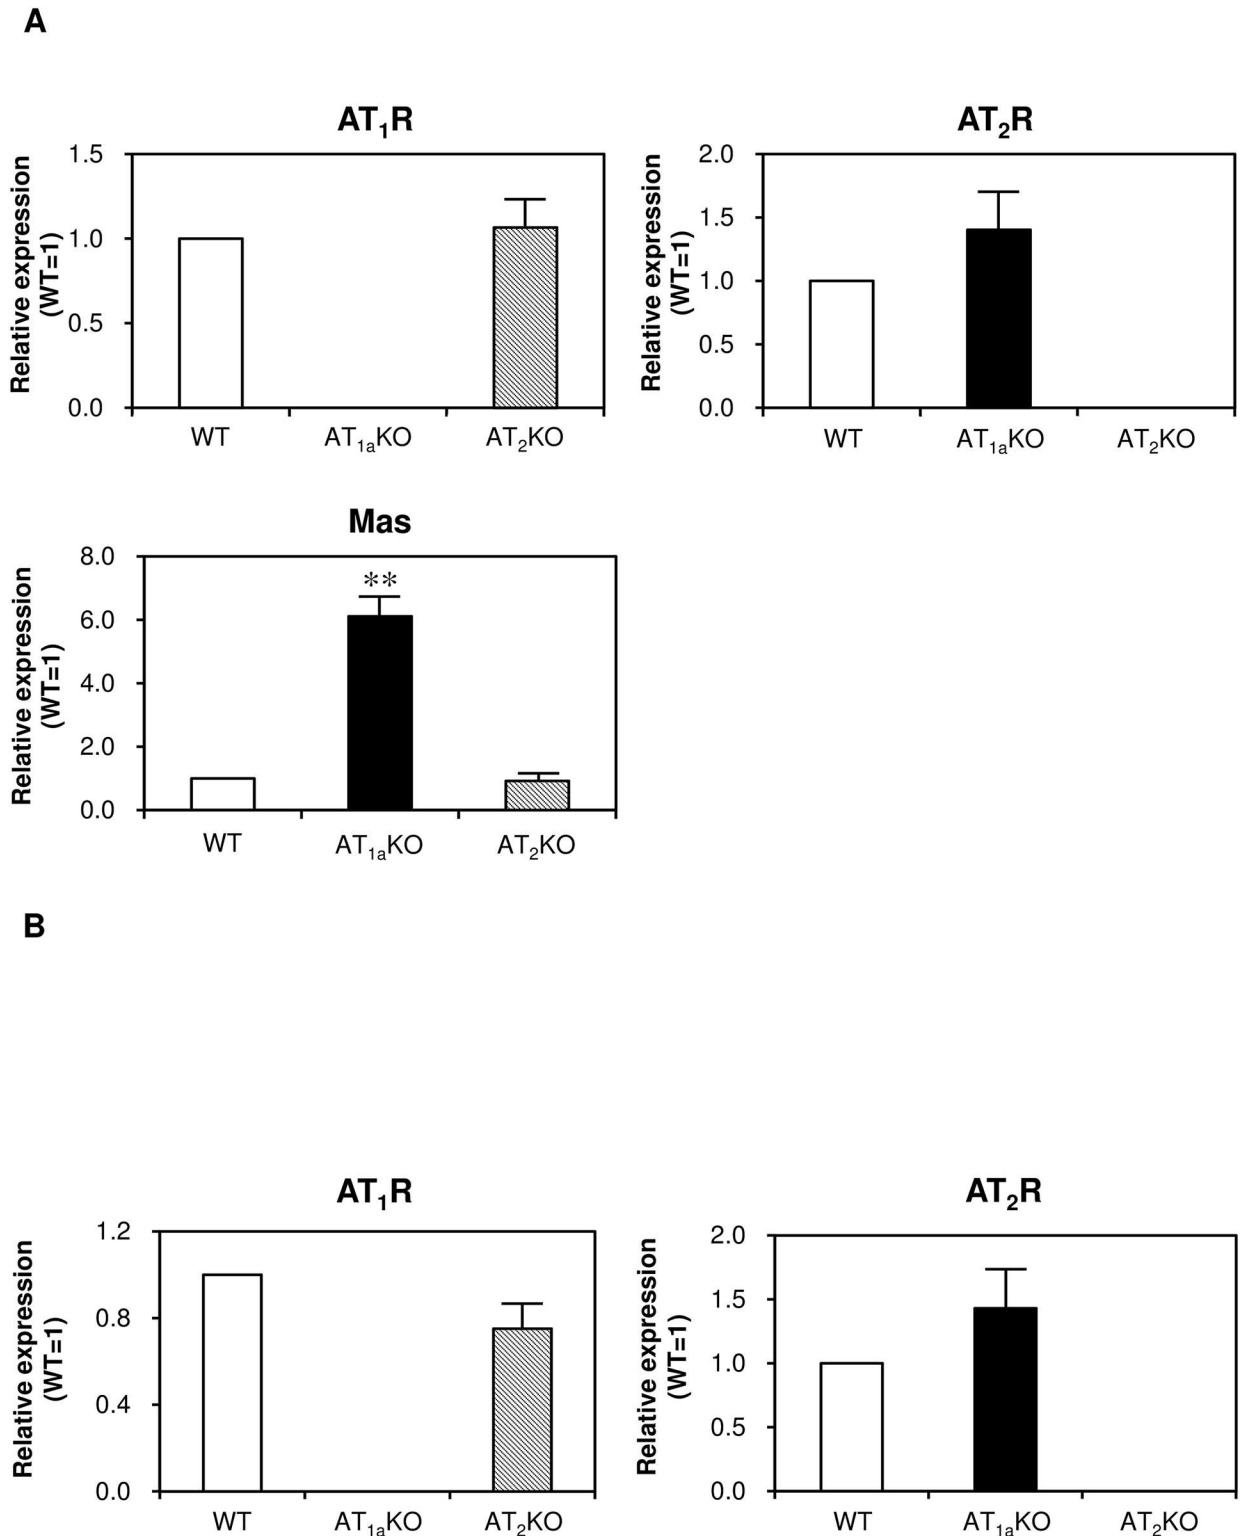 A
AT1R
Relative expression
(WT=1)
1.5
1.0
0.5
0.0
WT AT1aKO AT2KO
AT2R
Relative expression
(WT=1)
2.0
1.5
1.0
0.5
0.0
WT AT1aKO AT2KO
Mas
Relative expression
(WT=1)
8.0
6.0
4.0
2.0
0.0
**
WT AT1aKO AT2KO
B
AT1R
Relative expression
(WT=1)
1.2
0.8
0.4
0.0
WT AT1aKO AT2KO
AT2R
Relative expression
(WT=1)
2.0
1.5
1.0
0.5
0.0
WT AT1aKO AT2KO